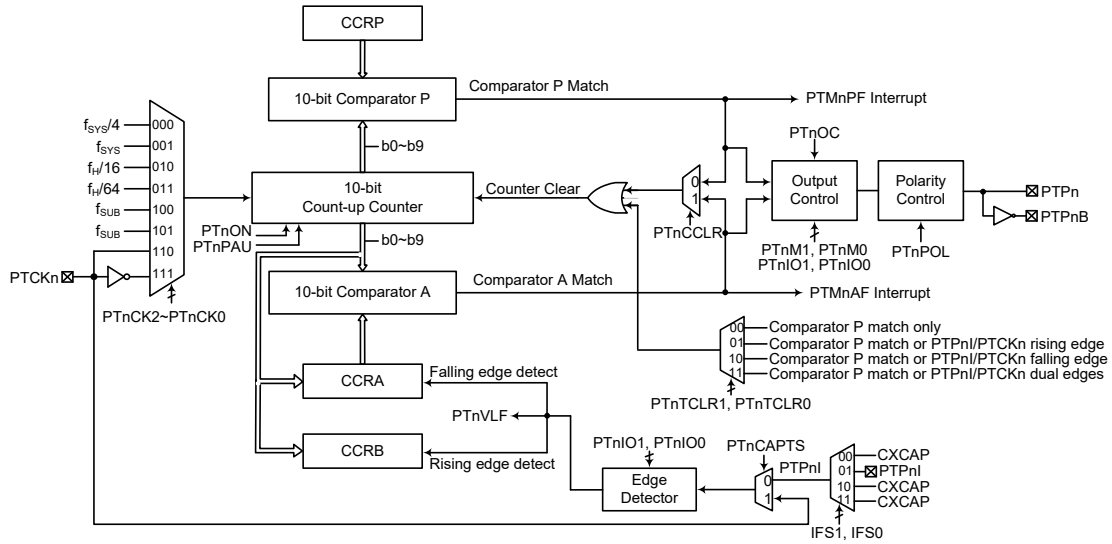 CCRP
10-bit Comparator P
Comparator P Match
PTMnPF Interrupt
b0~b9
fSYS/4
000
fSYS
001
fH/16
010
fH/64
011
fSUB
100
fSUB
101
110
111
PTCKn
PTnCK2~PTnCK0
10-bit
Count-up Counter
PTnON
PTnPAU
b0~b9
Counter Clear
0
1
PTnCCLR
PTnOC
Output
Control
PTnM1, PTnM0
PTnIO1, PTnIO0
Polarity
Control
PTnPOL
PTPn
PTPnB
10-bit Comparator A
Comparator A Match
PTMnAF Interrupt
00
Comparator P match only
01
Comparator P match or PTPnI/PTCKn rising edge
10
Comparator P match or PTPnI/PTCKn falling edge
11
Comparator P match or PTPnI/PTCKn dual edges
PTnTCLR1, PTnTCLR0
CCRA
Falling edge detect
PTnVLF
CCRB
Rising edge detect
PTnIO1, PTnIO0
Edge
Detector
PTnCAPTS
0
1
PTPnI
00
CXCAP
01
PTPnI
10
CXCAP
11
CXCAP
IFS1, IFS0